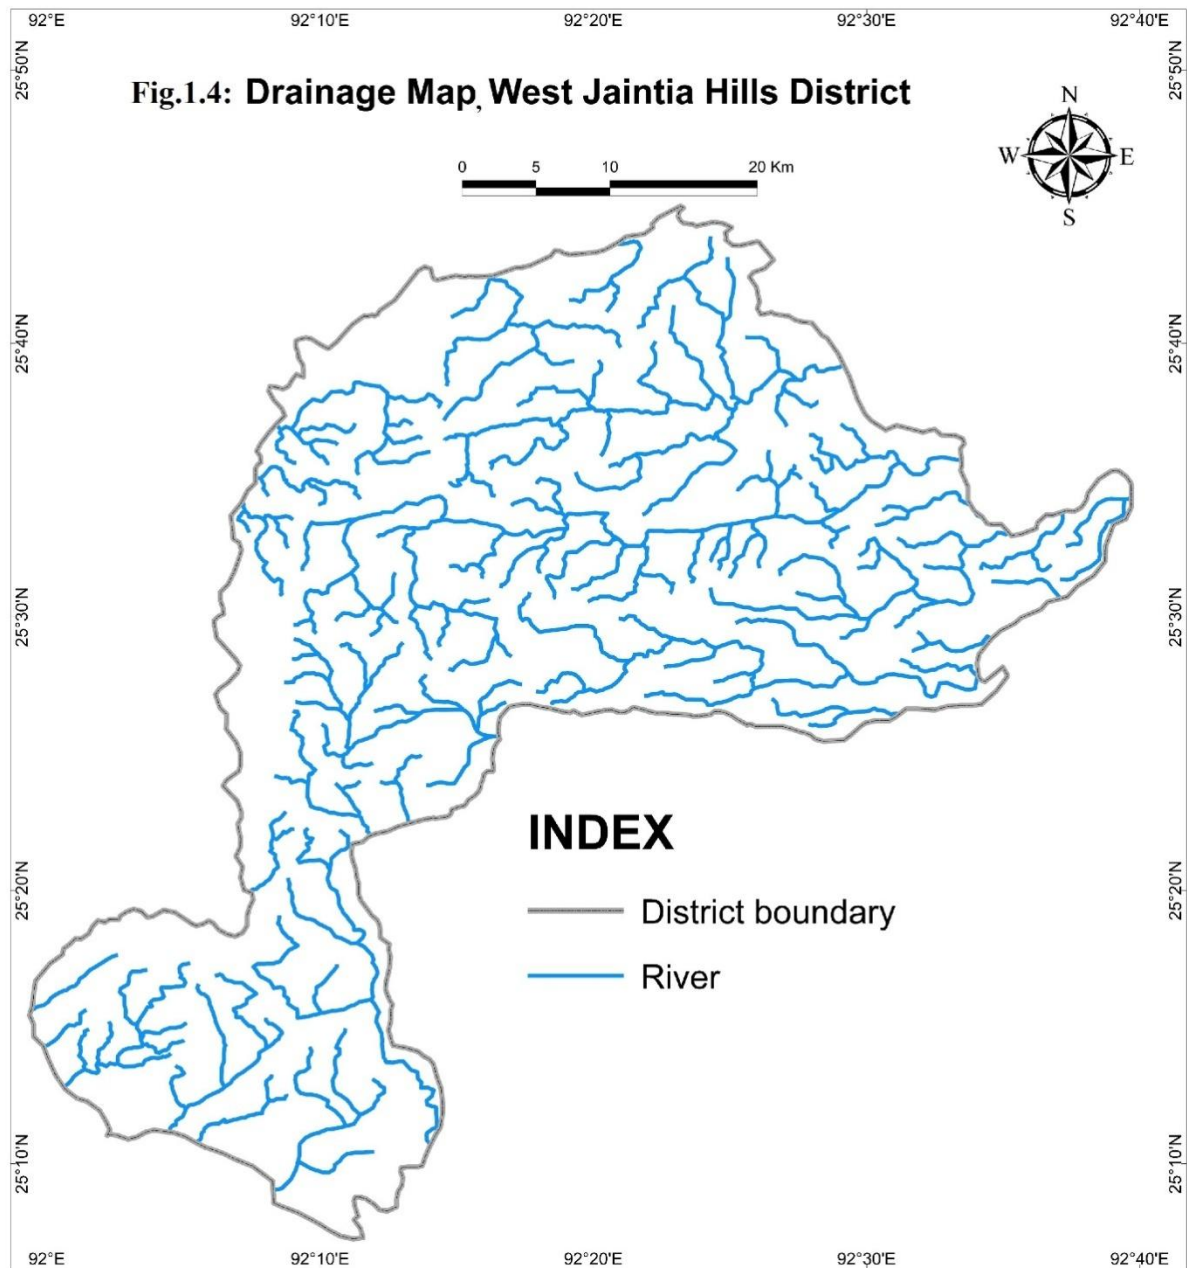 92°E 92°10'E 92°20'E 92°30'E 92°40'E
25°50'N 25°50'N
Fig.1.4: Drainage Map, West Jaintia Hills District
N
W E
S
0 5 10 20 Km
25°40'N 25°40'N
25°30'N 25°30'N
INDEX
25°20'N 25°20'N
District boundary
River
25°10'N 25°10'N
92°E 92°10'E 92°20'E 92°30'E 92°40'E